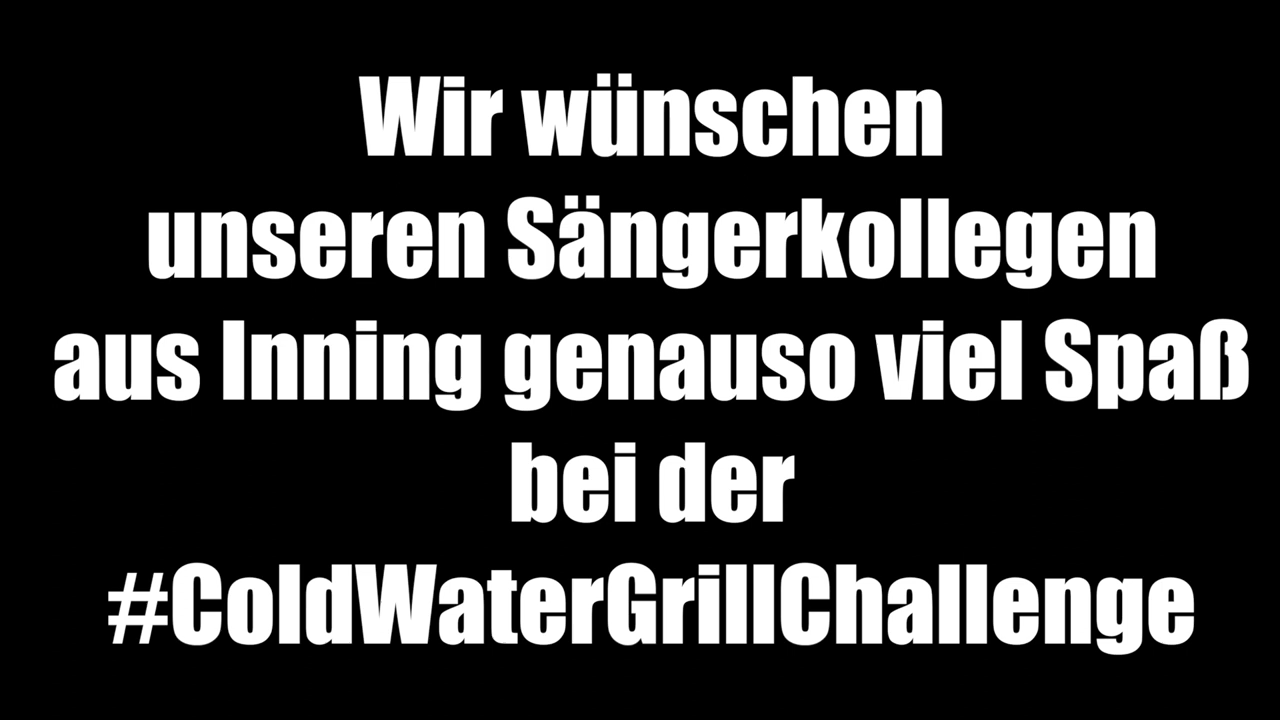 Wir wünschen
unseren Sängerkollegen
aus Inning genauso viel Spaß
bei der
#ColdWaterGrillChallenge